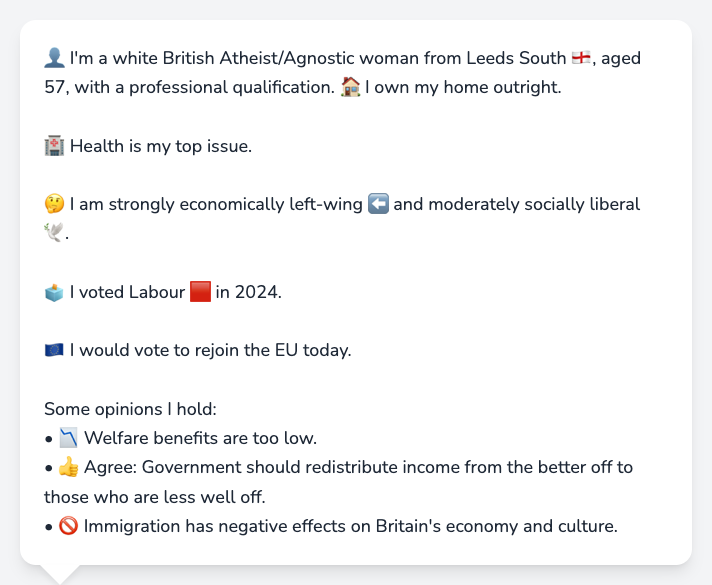 👤 I'm a white British Atheist/Agnostic woman from Leeds South 🏴󠁧󠁢󠁥󠁮󠁧󠁿, aged
57, with a professional qualification. 🏠 I own my home outright.
🏥 Health is my top issue.
🤔 I am strongly economically left-wing ⬅️ and moderately socially liberal
🕊️.
🗳️ I voted Labour 🟥 in 2024.
🇪🇺 I would vote to rejoin the EU today.
Some opinions I hold:
• 📉 Welfare benefits are too low.
• 👍 Agree: Government should redistribute income from the better off to
those who are less well off.
• 🚫 Immigration has negative effects on Britain's economy and culture.